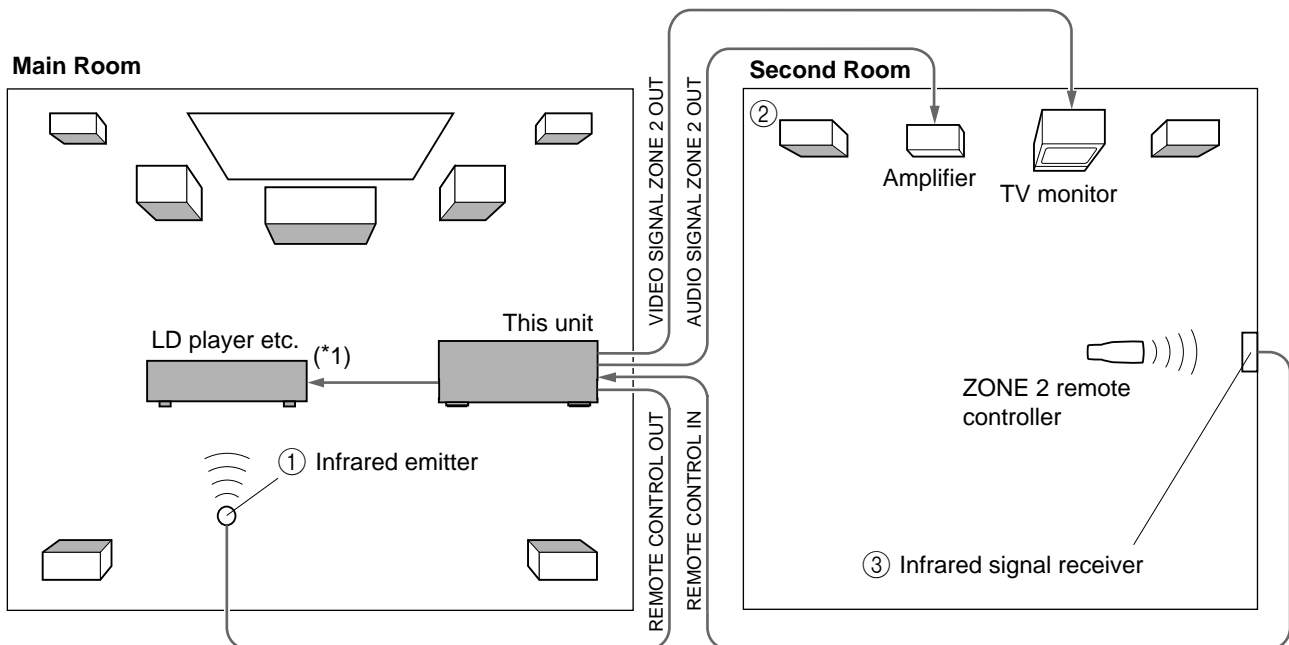 Main Room
Second Room
VIDEO SIGNAL ZONE 2 OUT
AUDIO SIGNAL ZONE 2 OUT
②
Amplifier
TV monitor
This unit
LD player etc.
(*1)
ZONE 2 remote
controller
REMOTE CONTROL OUT
REMOTE CONTROL IN
① Infrared emitter
③ Infrared signal receiver